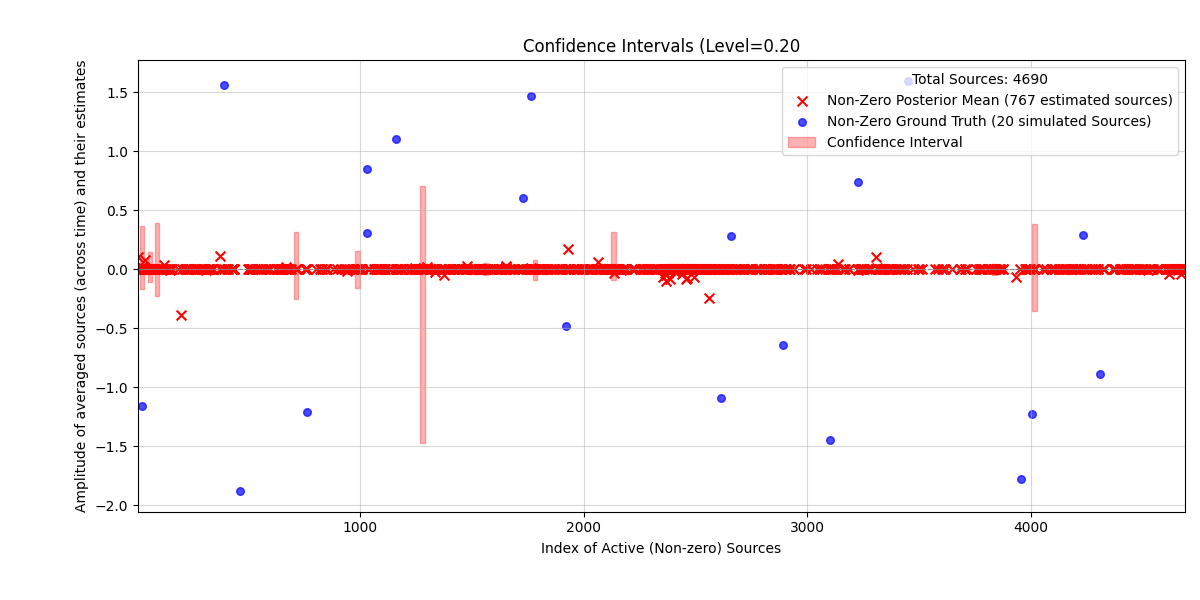 Confidence Intervals (Level=0.20
Total Sources: 4690
Non-Zero Posterior Mean (767 estimated sources)
Non-Zero Ground Truth (20 simulated Sources)
Confidence Interval
Amplitude of averaged sources (across time) and their estimates
1.5
1.0
0.5
0.0
−0.5
−1.0
−1.5
−2.0
1000
2000
3000
4000
Index of Active (Non-zero) Sources